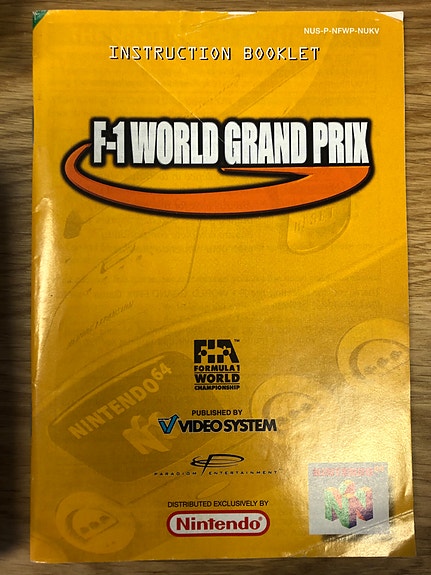 NUS-P-NFWP-NUKV
INSTRUCTION BOOKLET
F-1 WORLD GRAND PRIX
FIA™
FORMULA 1
WORLD
CHAMPIONSHIP
NINTENDO64
PUBLISHED BY
VIDEO SYSTEM
PARADIGM ENTERTAINMENT
DISTRIBUTED EXCLUSIVELY BY
Nintendo®